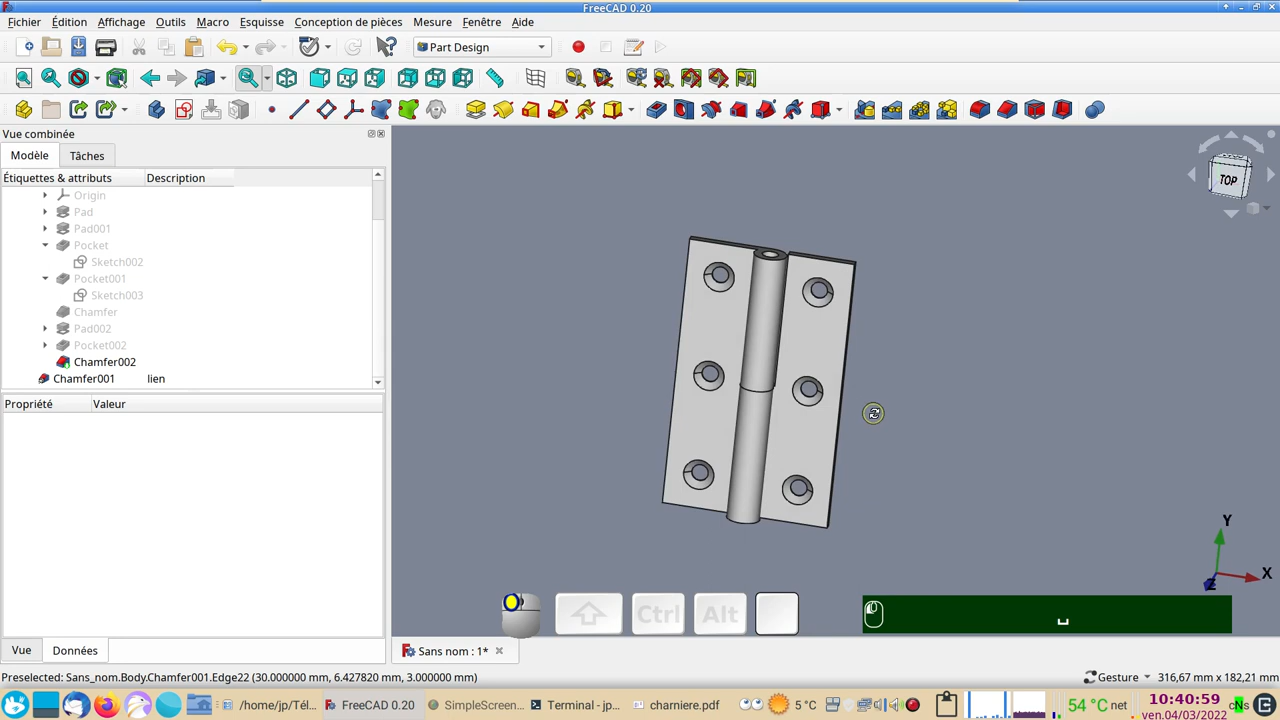 FreeCAD 0.20
Fichier Édition Affichage Outils Macro Esquisse Conception de pièces Mesure Fenêtre Aide
Part Design
Vue combinée
Modèle Tâches
Étiquettes & attributs Description
Origin
Pad
Pad001
Pocket
Sketch002
Pocket001
Sketch003
Chamfer
Pad002
Pocket002
Chamfer002
Chamfer001 lien
Propriété Valeur
TOP
Y
X
Z
Ctrl Alt
Vue Données
Sans nom : 1*
Preselected: Sans_nom.Body.Chamfer001.Edge22 (30.000000 mm, 6.427820 mm, 3.000000 mm)
Gesture 316,67 mm x 182,21 mm
/home/jp/Tél... FreeCAD 0.20 SimpleScreen... Terminal - jp... charniere.pdf 5 °C 54 °C net 10:40:59
ven.04/03/2022